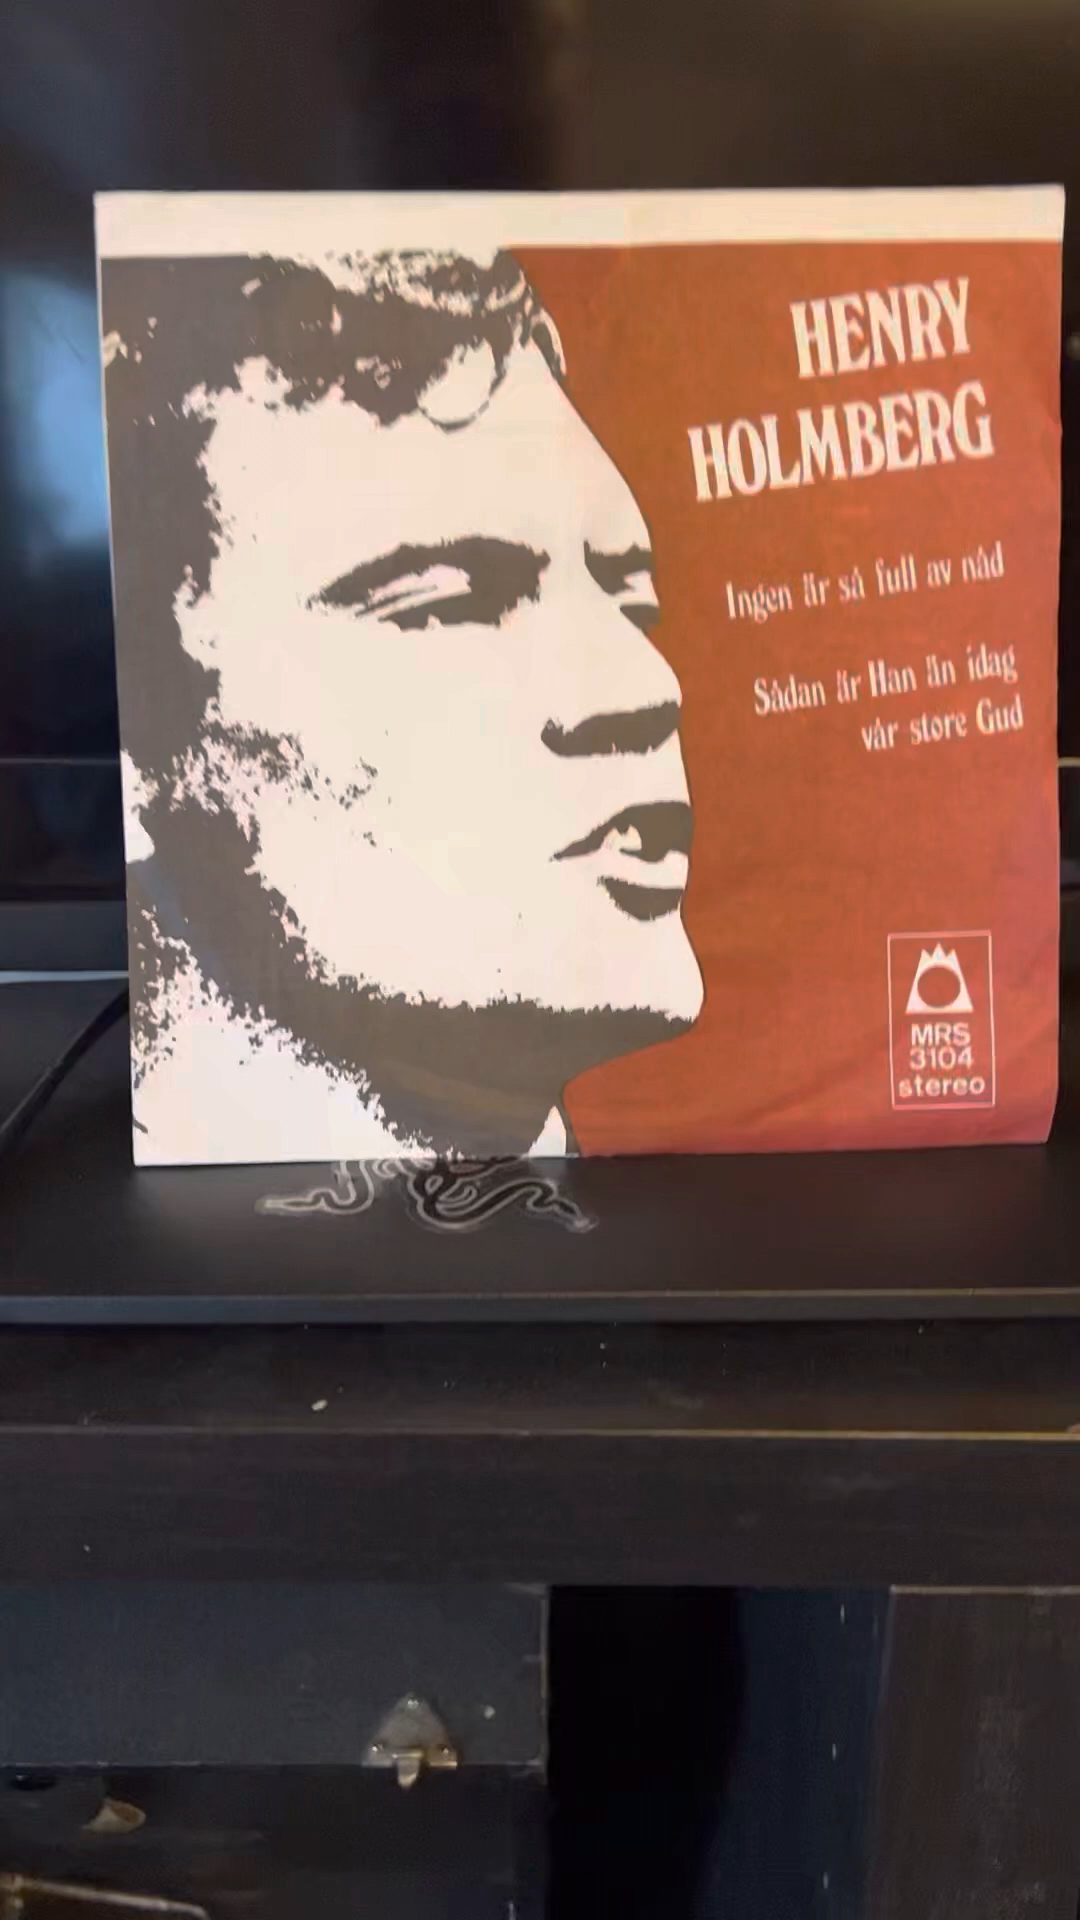 HENRY
HOLMBERG
Ingen är så full av nåd
Sådan är Han än idag
vår store Gud
MRS
3104
stereo